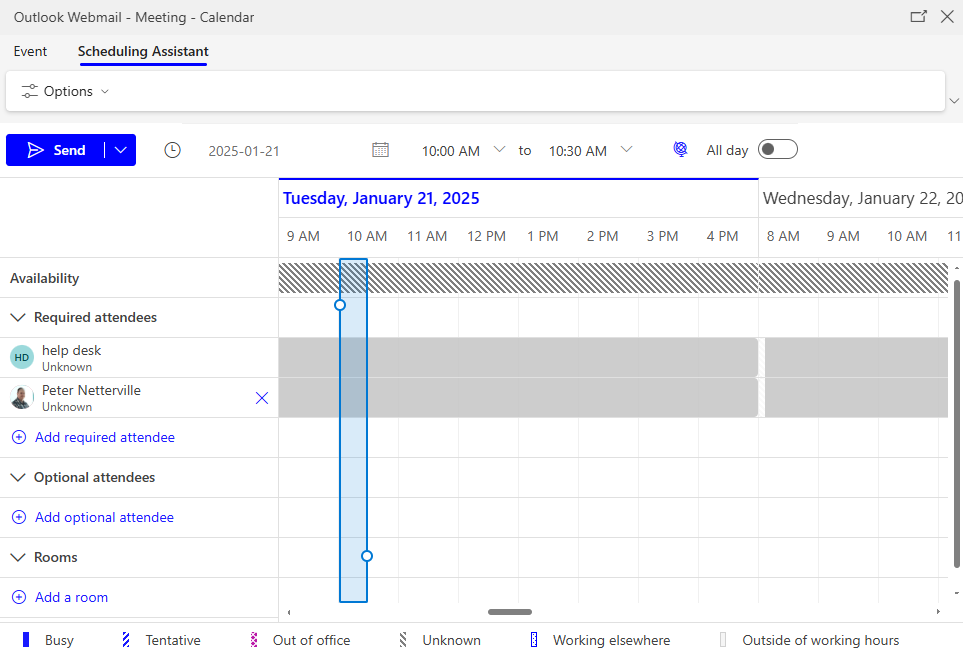 Outlook Webmail - Meeting - Calendar
Event Scheduling Assistant
Options
Send 2025-01-21 10:00 AM to 10:30 AM All day
Tuesday, January 21, 2025 Wednesday, January 22, 20
9 AM 10 AM 11 AM 12 PM 1 PM 2 PM 3 PM 4 PM 8 AM 9 AM 10 AM 11
Availability
Required attendees
HD help desk
Unknown
Peter Netterville
Unknown
Add required attendee
Optional attendees
Add optional attendee
Rooms
Add a room
Busy Tentative Out of office Unknown Working elsewhere Outside of working hours